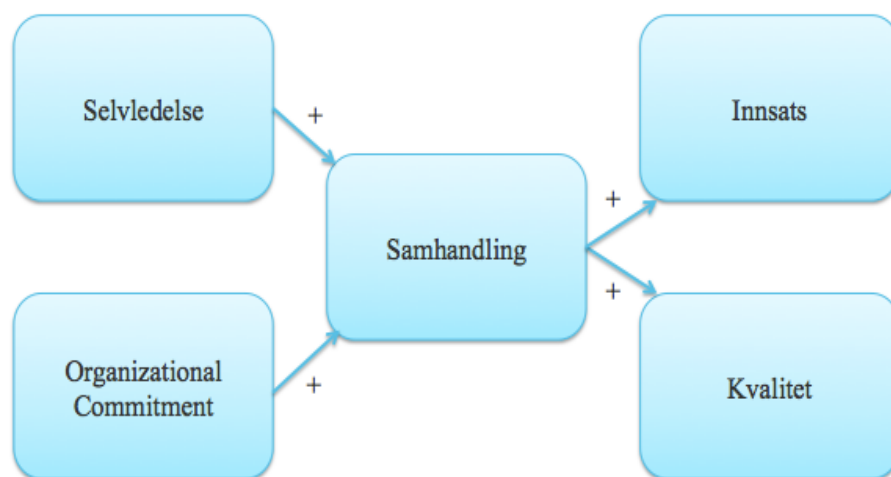 Selvledelse
+
Innsats
Samhandling
+
+
Organizational
Commitment
+
Kvalitet